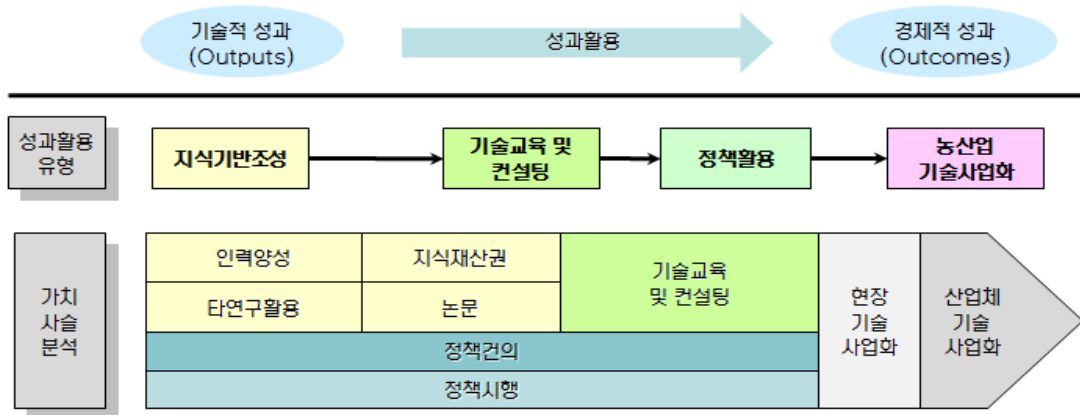 기술적 성과
(Outputs)
성과활용
경제적 성과
(Outcomes)
성과활용
유형
지식기반조성
기술교육 및
컨설팅
정책활용
농산업
기술사업화
가치
사슬
분석
인력양성
지식재산권
타연구활용
논문
기술교육
및 컨설팅
정책건의
정책시행
현장
기술
사업화
산업체
기술
사업화